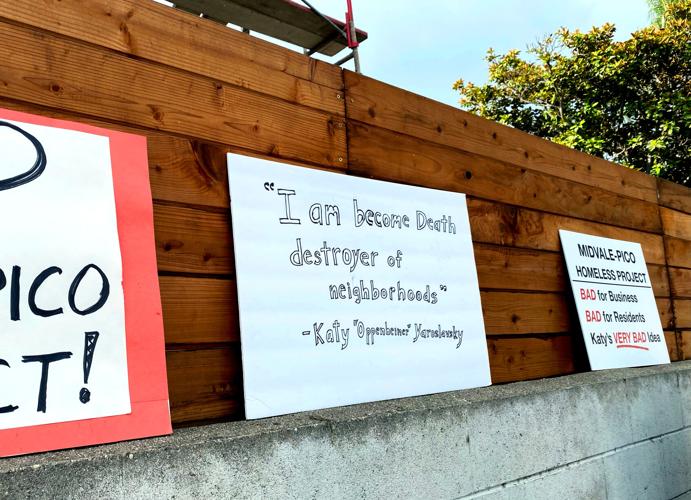 PICO
CT!
“I am become Death
destroyer of
neighborhoods”
-Katy "Oppenheimer" Yaroslavsky
MIDVALE-PICO
HOMELESS PROJECT
BAD for Business
BAD for Residents
Katy's VERY BAD Idea